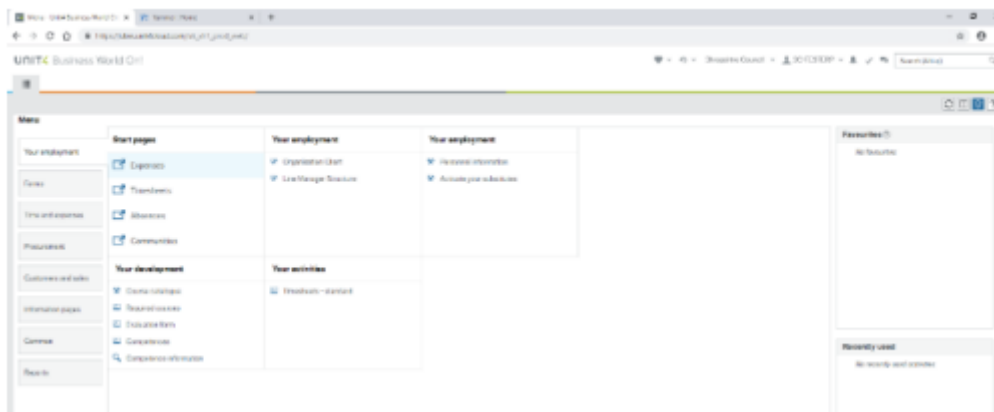 UNIT4 Business World On!
Menu
Your employment
Forms
Time and expenses
Procurement
Customers and sales
Information pages
Common
Reports
Start pages
Expenses
Timesheets
Absences
Communities
Your employment
Organisation Chart
Line Manager Structure
Your employment
Personal information
Activate your substitutes
Your development
Course catalogue
Required courses
Evaluation form
Competences
Competence information
Your activities
Timesheets - standard
Favourites
No favourites
Recently used
No recently used activities